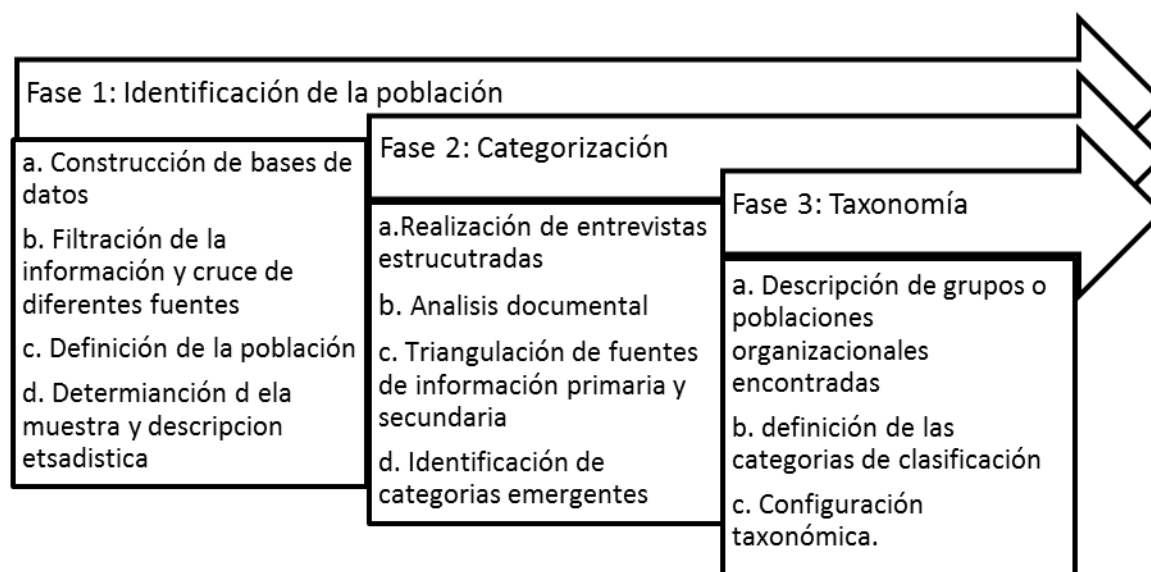 Fase 1: Identificación de la población
a. Construcción de bases de
datos
b. Filtración de la
información y cruce de
diferentes fuentes
c. Definición de la población
d. Determianción d ela
muestra y descripcion
etsadistica
Fase 2: Categorización
a.Realización de entrevistas
estrucutradas
b. Analisis documental
c. Triangulación de fuentes
de información primaria y
secundaria
d. Identificación de
categorias emergentes
Fase 3: Taxonomía
a. Descripción de grupos o
poblaciones
organizacionales
encontradas
b. definición de las
categorias de clasificación
c. Configuración
taxonómica.